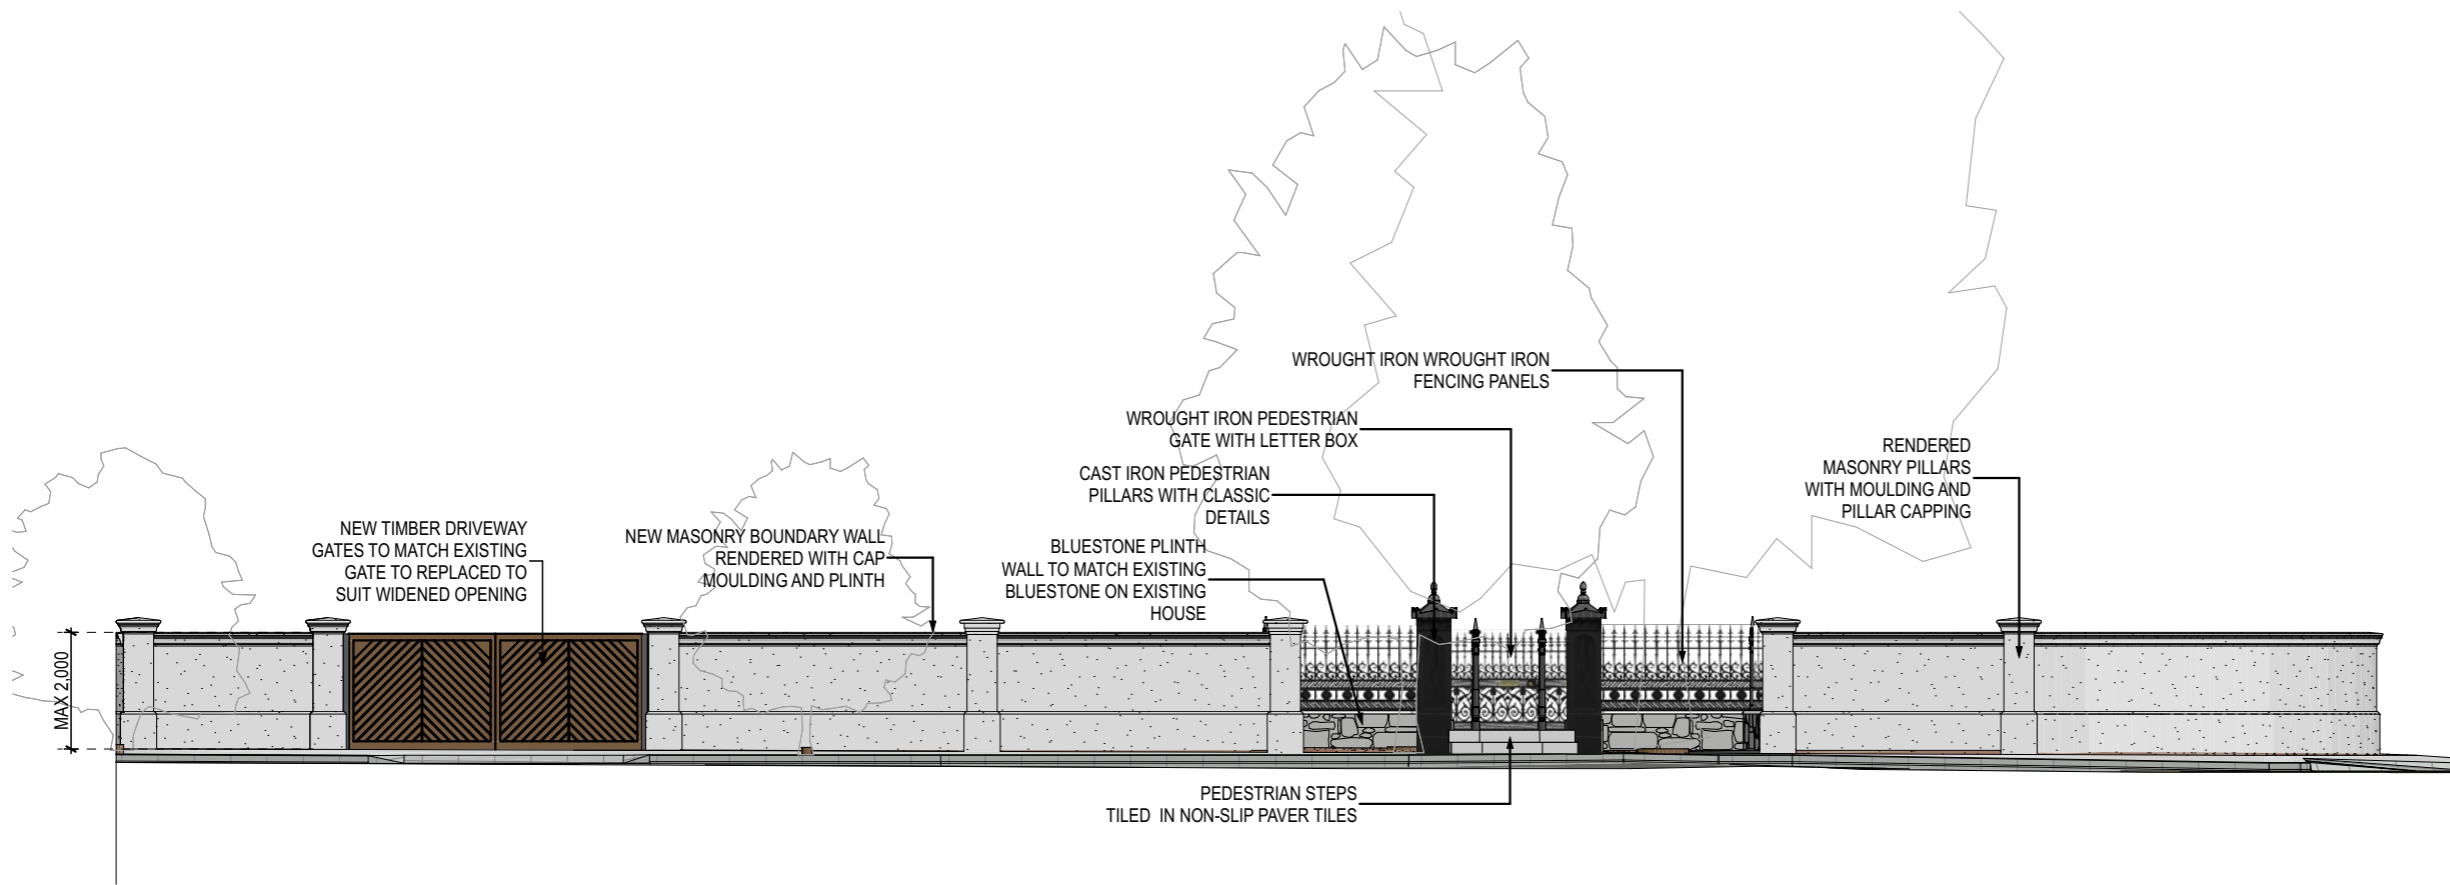 WROUGHT IRON WROUGHT IRON
FENCING PANELS
WROUGHT IRON PEDESTRIAN
GATE WITH LETTER BOX
CAST IRON PEDESTRIAN
PILLARS WITH CLASSIC
DETAILS
RENDERED
MASONRY PILLARS
WITH MOULDING AND
PILLAR CAPPING
NEW TIMBER DRIVEWAY
GATES TO MATCH EXISTING
GATE TO REPLACED TO
SUIT WIDENED OPENING
NEW MASONRY BOUNDARY WALL
RENDERED WITH CAP
MOULDING AND PLINTH
BLUESTONE PLINTH
WALL TO MATCH EXISTING
BLUESTONE ON EXISTING
HOUSE
MAX 2,000
PEDESTRIAN STEPS
TILED IN NON-SLIP PAVER TILES